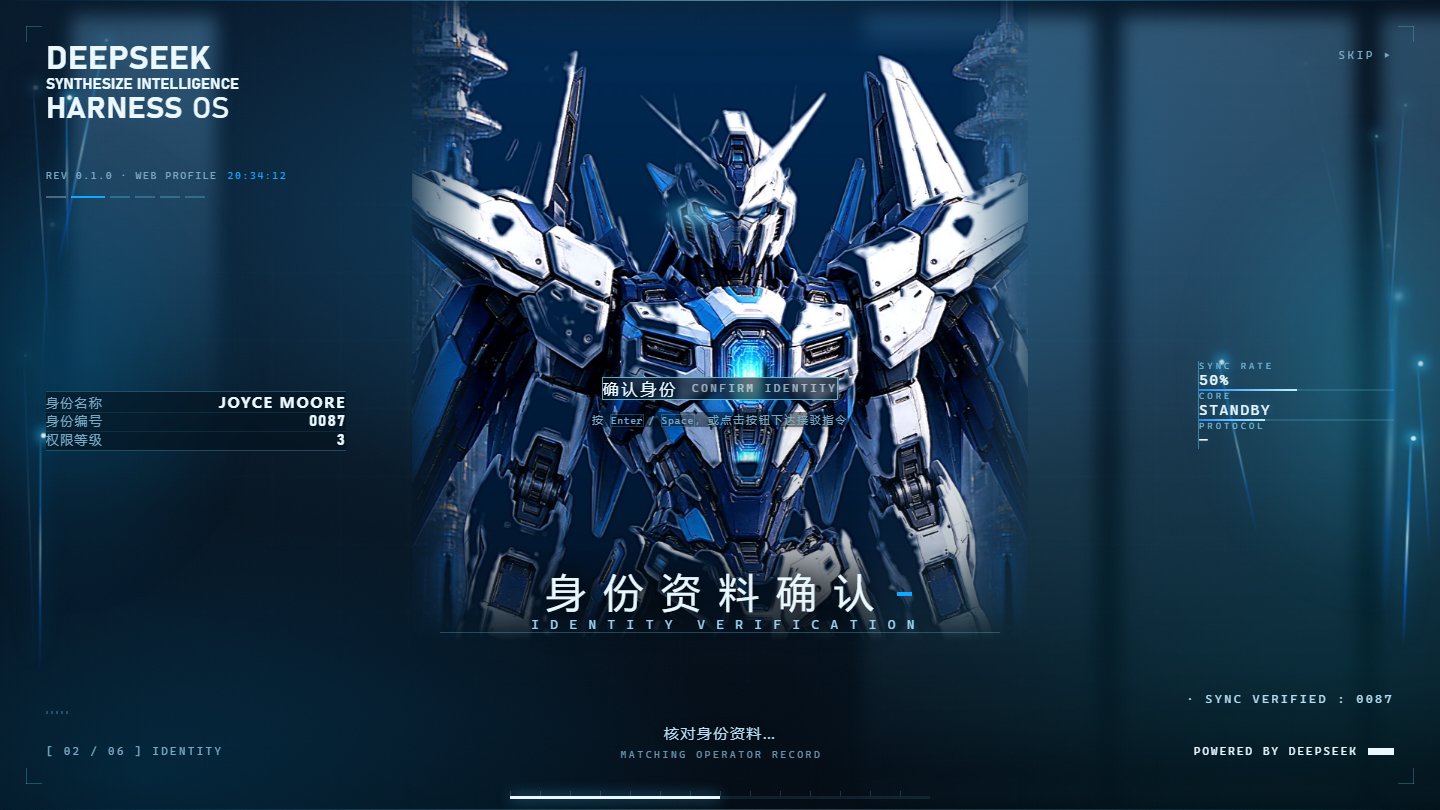 DEEPSEEK
SYNTHESIZE INTELLIGENCE
HARNESS OS
REV 0.1.0 · WEB PROFILE 20:34:12
SKIP ▸
身份名称 JOYCE MOORE
身份编号 0087
权限等级 3
确认身份 CONFIRM IDENTITY
按 Enter / Space，或点击按钮下达接驳指令
SYNC RATE
50%
CORE
STANDBY
PROTOCOL
—
身份资料确认
IDENTITY VERIFICATION
· SYNC VERIFIED : 0087
核对身份资料…
MATCHING OPERATOR RECORD
[ 02 / 06 ] IDENTITY
POWERED BY DEEPSEEK